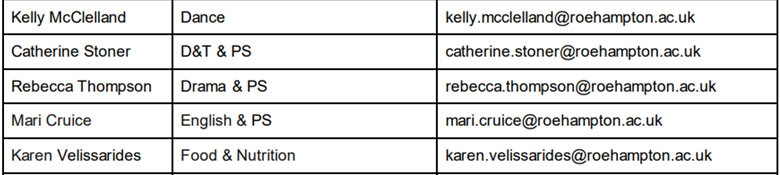 Kelly McClelland Dance kelly.mcclelland@roehampton.ac.uk
Catherine Stoner D&T & PS catherine.stoner@roehampton.ac.uk
Rebecca Thompson Drama & PS rebecca.thompson@roehampton.ac.uk
Mari Cruice English & PS mari.cruice@roehampton.ac.uk
Karen Velissarides Food & Nutrition karen.velissarides@roehampton.ac.uk